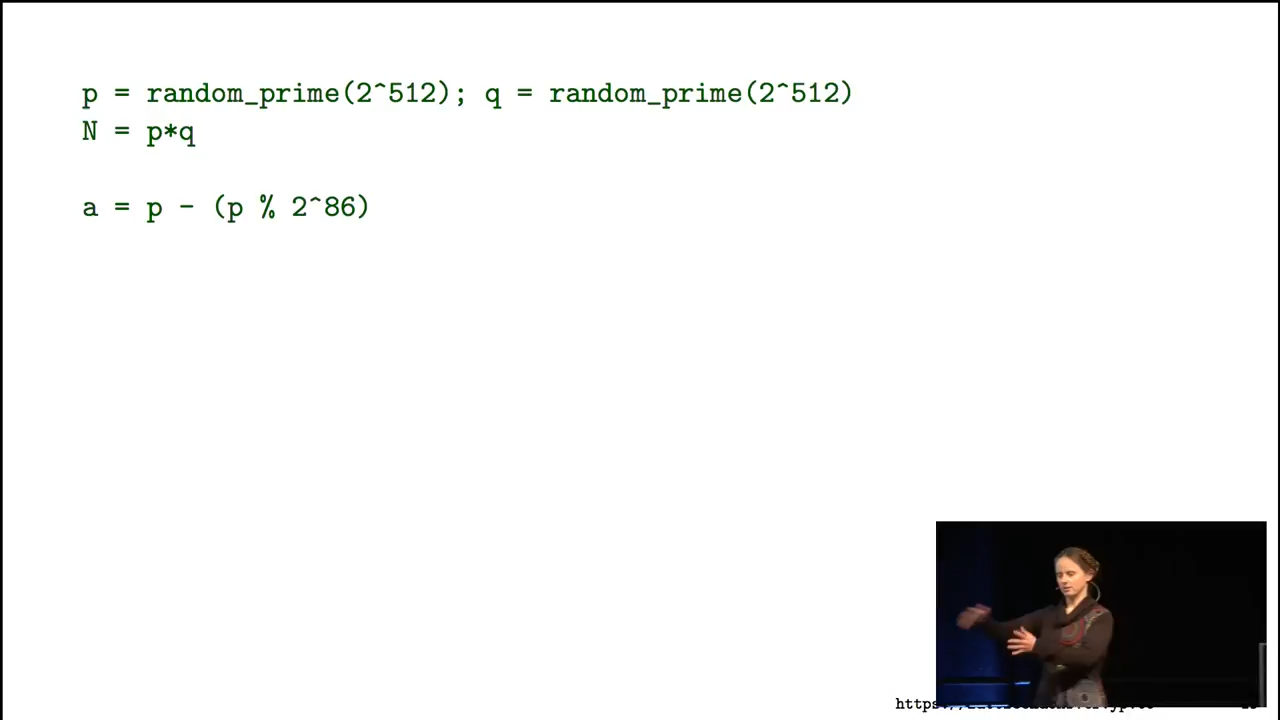 p = random_prime(2^512); q = random_prime(2^512)
N = p*q
a = p - (p % 2^86)